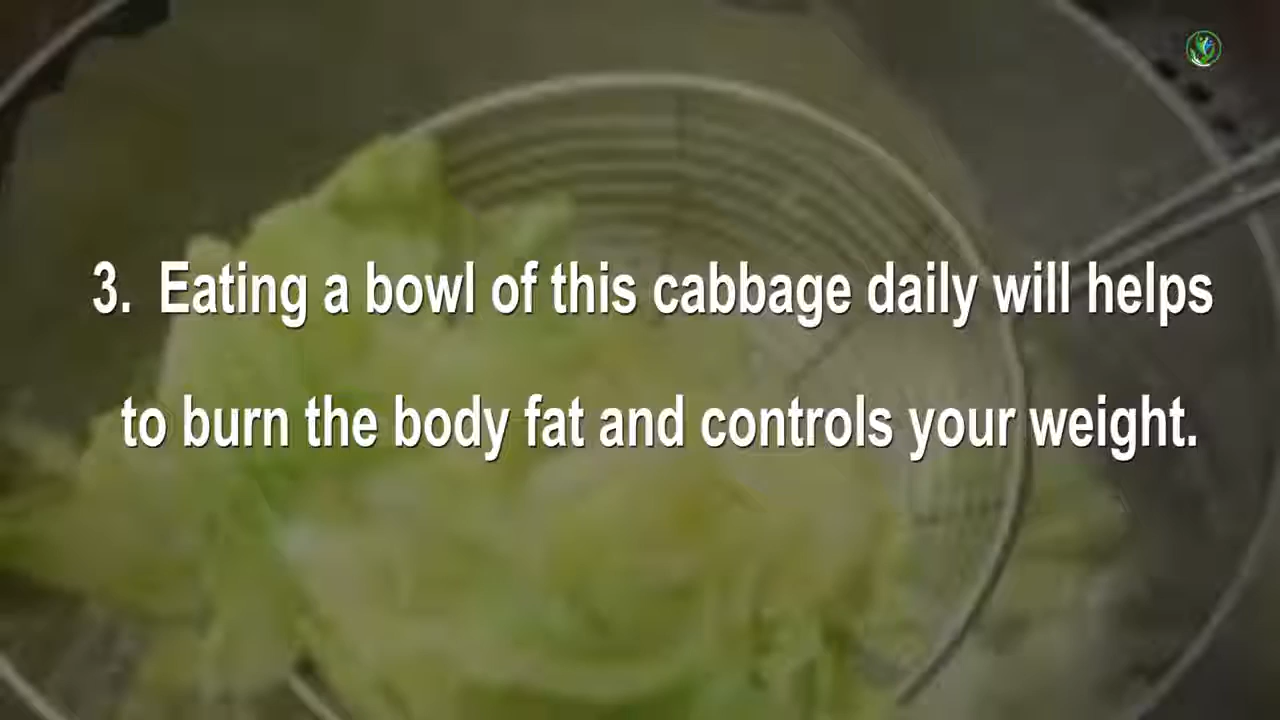 3. Eating a bowl of this cabbage daily will helps
to burn the body fat and controls your weight.